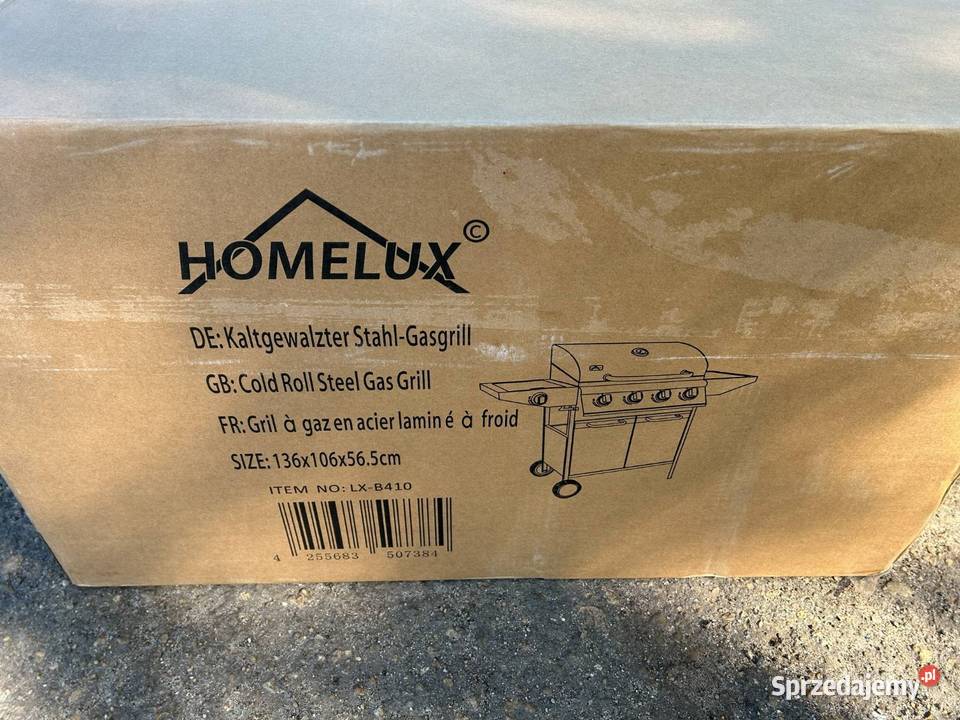 HOMELUX©
DE: Kaltgewalzter Stahl-Gasgrill
GB: Cold Roll Steel Gas Grill
FR: Gril à gaz en acier lamin é à froid
SIZE: 136x106x56.5cm
ITEM NO: LX-B410
4 255683 507384
Sprzedajemy.pl